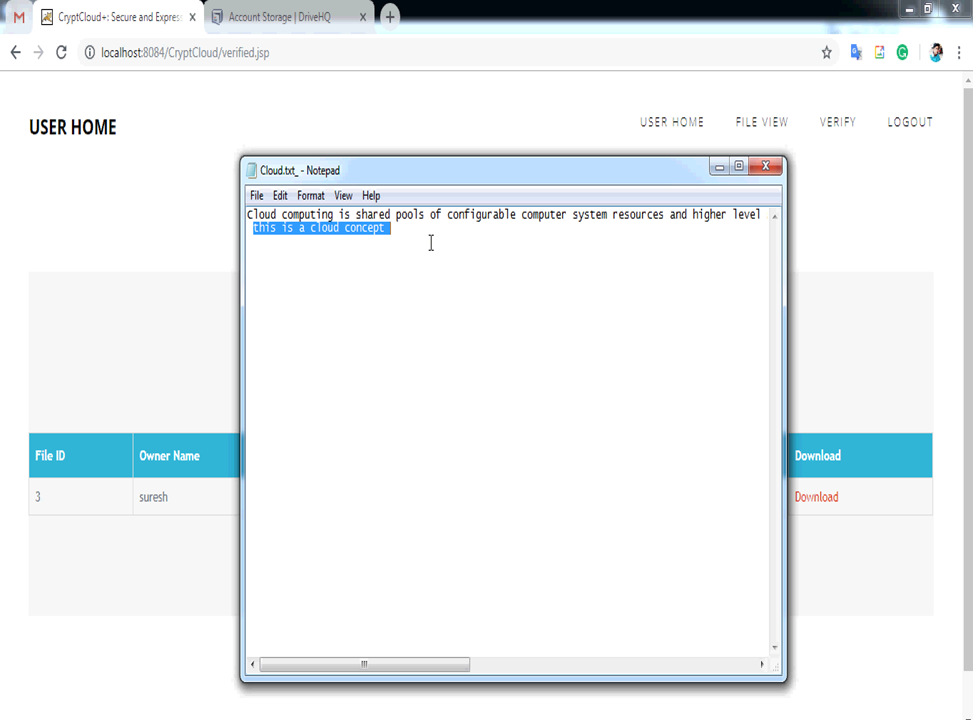 CryptCloud+: Secure and Expres
Account Storage | DriveHQ
localhost:8084/CryptCloud/verified.jsp
USER HOME
USER HOME FILE VIEW VERIFY LOGOUT
Cloud.txt_ - Notepad
File Edit Format View Help
Cloud computing is shared pools of configurable computer system resources and higher level
this is a cloud concept
File ID Owner Name Download
3 suresh Download